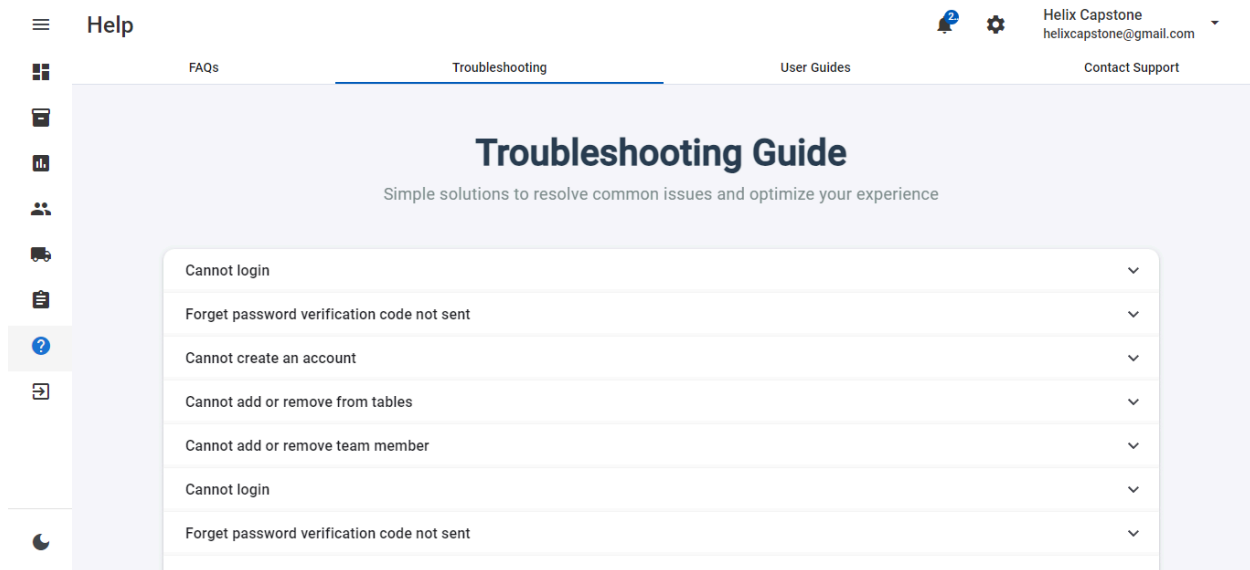 Help
2.
Helix Capstone
helixcapstone@gmail.com
FAQs
Troubleshooting
User Guides
Contact Support
Troubleshooting Guide
Simple solutions to resolve common issues and optimize your experience
Cannot login
Forget password verification code not sent
Cannot create an account
Cannot add or remove from tables
Cannot add or remove team member
Cannot login
Forget password verification code not sent